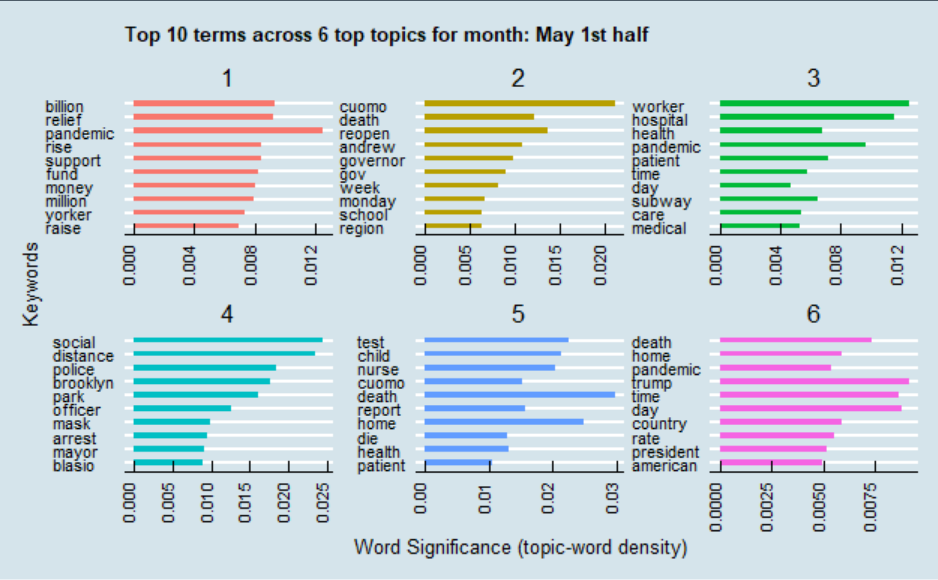 Top 10 terms across 6 top topics for month: May 1st half
1
billion
relief
pandemic
rise
support
fund
money
million
yorker
raise
0.000
0.004
0.008
0.012
2
cuomo
death
reopen
andrew
governor
gov
week
monday
school
region
0.000
0.005
0.010
0.015
0.020
3
worker
hospital
health
pandemic
patient
time
day
subway
care
medical
0.000
0.004
0.008
0.012
Keywords
4
social
distance
police
brooklyn
park
officer
mask
arrest
mayor
blasio
0.000
0.005
0.010
0.015
0.020
0.025
5
test
child
nurse
cuomo
death
report
home
die
health
patient
0.00
0.01
0.02
0.03
6
death
home
pandemic
trump
time
day
country
rate
president
american
0.0000
0.0025
0.0050
0.0075
Word Significance (topic-word density)